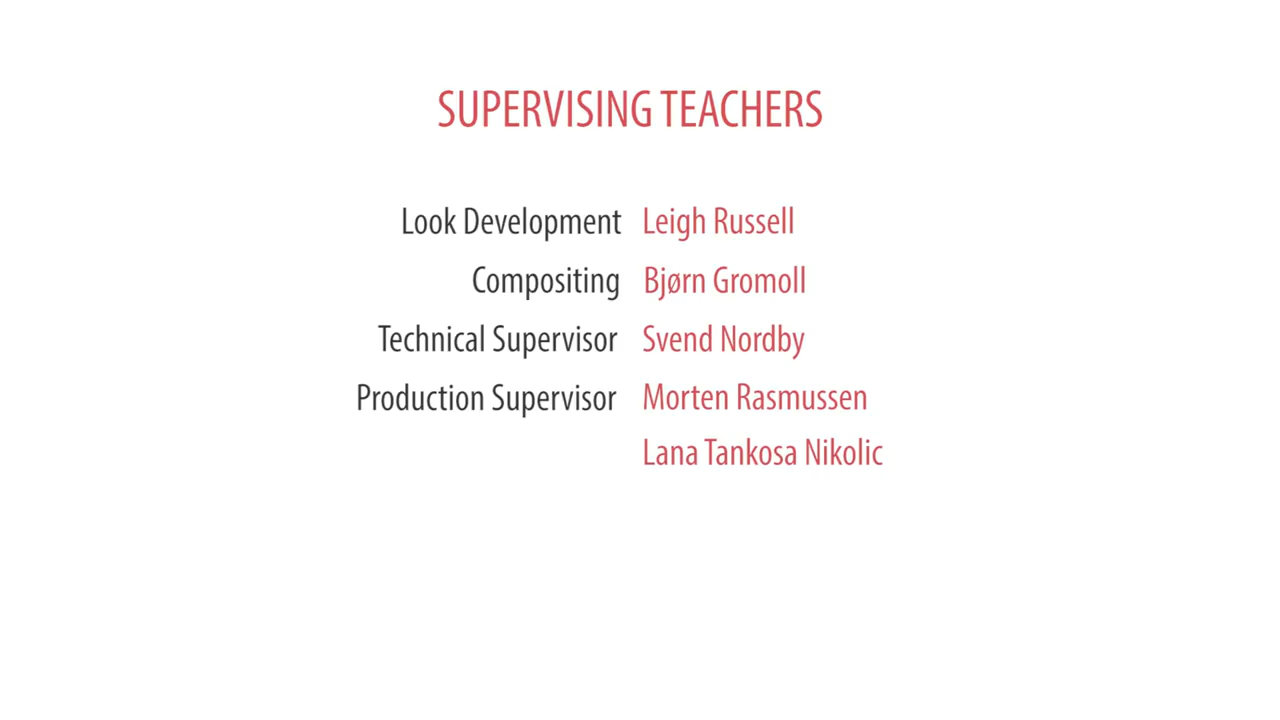 SUPERVISING TEACHERS
Look Development Leigh Russell
Compositing Bjørn Gromoll
Technical Supervisor Svend Nordby
Production Supervisor Morten Rasmussen
Lana Tankosa Nikolic